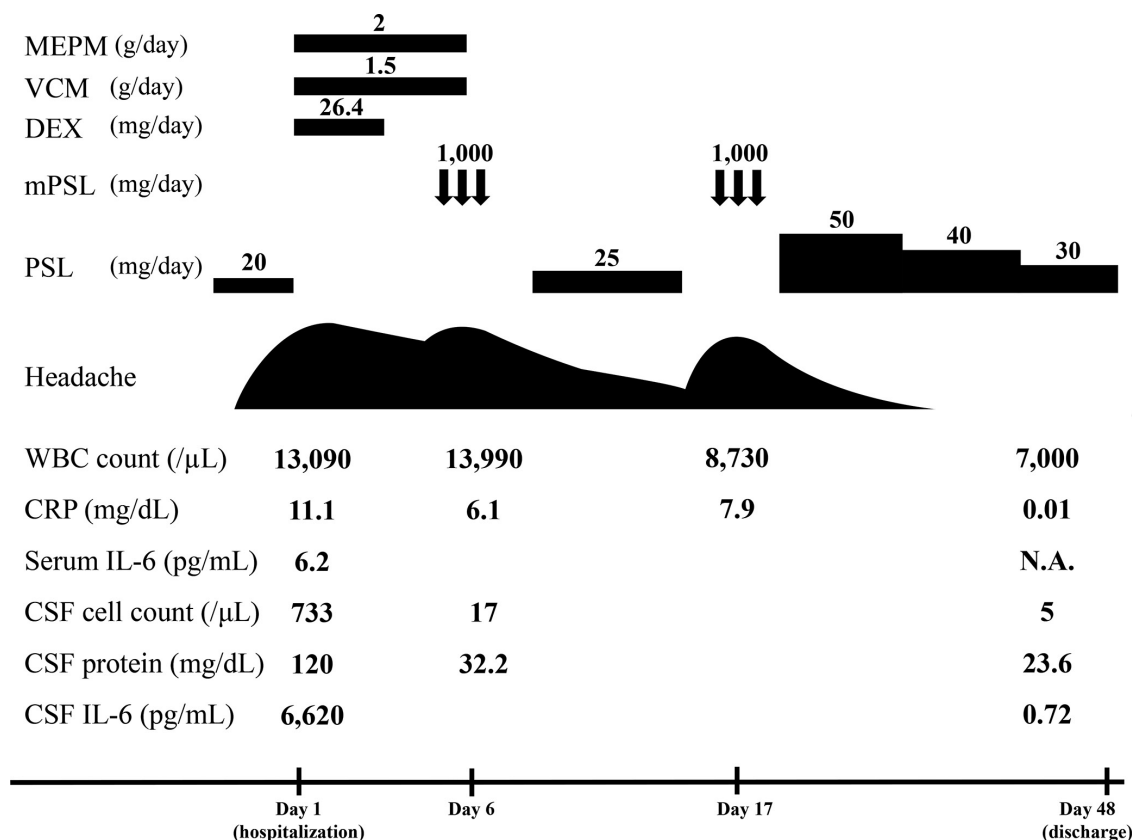 MEPM (g/day) 2
VCM (g/day) 1.5
DEX (mg/day) 26.4
mPSL (mg/day) 1,000 1,000
PSL (mg/day) 20 25 50 40 30
Headache
WBC count (/µL) 13,090 13,990 8,730 7,000
CRP (mg/dL) 11.1 6.1 7.9 0.01
Serum IL-6 (pg/mL) 6.2 N.A.
CSF cell count (/µL) 733 17 5
CSF protein (mg/dL) 120 32.2 23.6
CSF IL-6 (pg/mL) 6,620 0.72
Day 1 Day 6 Day 17 Day 48
(hospitalization) (discharge)